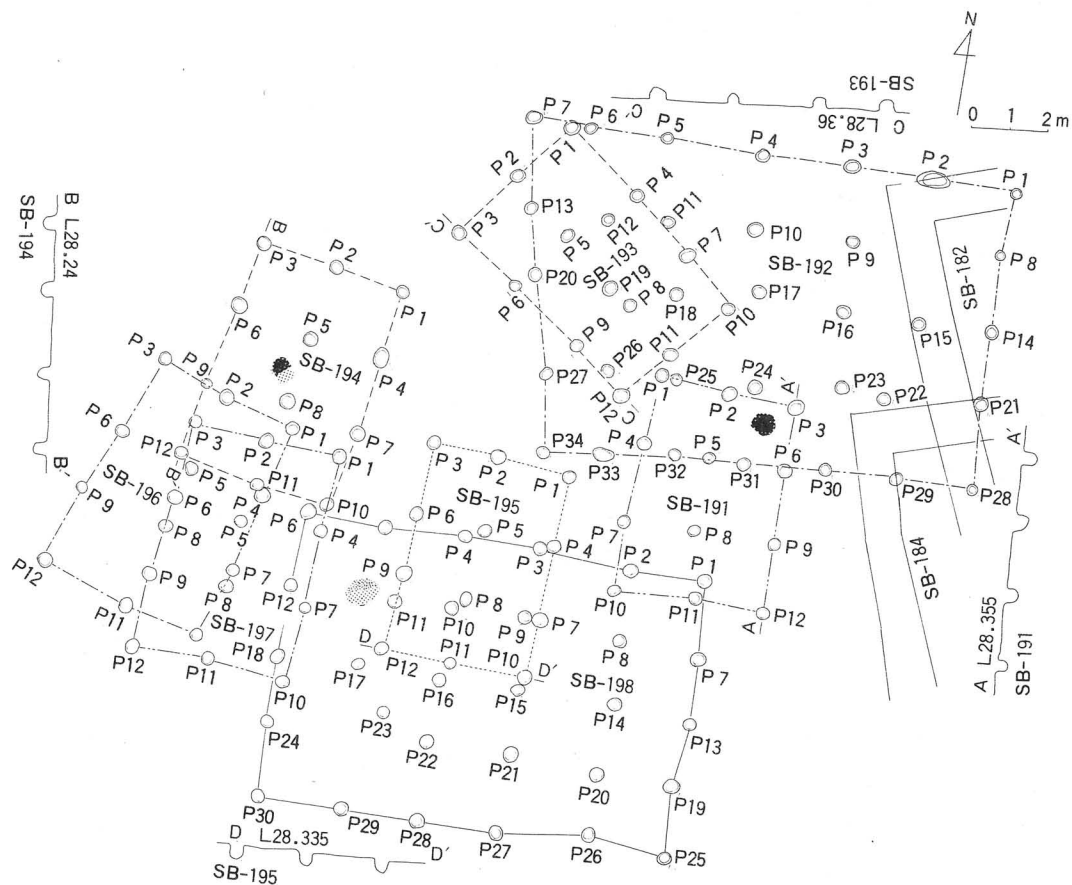 N
0 1 2m
SB-193
C L28.36 C′
P7 P6 P5 P4 P3 P2 P1
P1
P2
P3
C′
P4
P11
P12
P13
P5
SB-193
P19
P7
P10
SB-192
P9
SB-182
P8
P20
P6
P8
P18
P17
P10
P16
P15
P14
P9
P26
P11
P27
P12
C
P1
P25
P2
P24
A′
P3
P23
P22
P21
P34
P33
P4
P32
P5
P31
P6
P30
P29
P28
SB-191
P7
P8
P9
P2
P1
P10
P11
P12
A
SB-184
A L28.355 A′
SB-191
B L28.24 B′
SB-194
B
P3
P2
P1
P6
P5
SB-194
P4
P3
P9
P2
P8
P7
P6
P12
P3
P2
P1
P1
P5
P11
B′
SB-196
P9
P6
P4
P5
P6
P10
P4
P8
P12
P9
P7
P8
P12
P7
P11
SB-197
P12
P11
P18
P10
P3
P2
P1
SB-195
P6
P5
P4
P3
P4
P9
P8
P11
P10
P9
P7
D
P12
P11
P10
D′
P17
P16
P15
SB-198
P8
P7
P14
P13
P24
P23
P22
P21
P20
P19
P30
P29
P28
P27
P26
P25
D L28.335 D′
SB-195